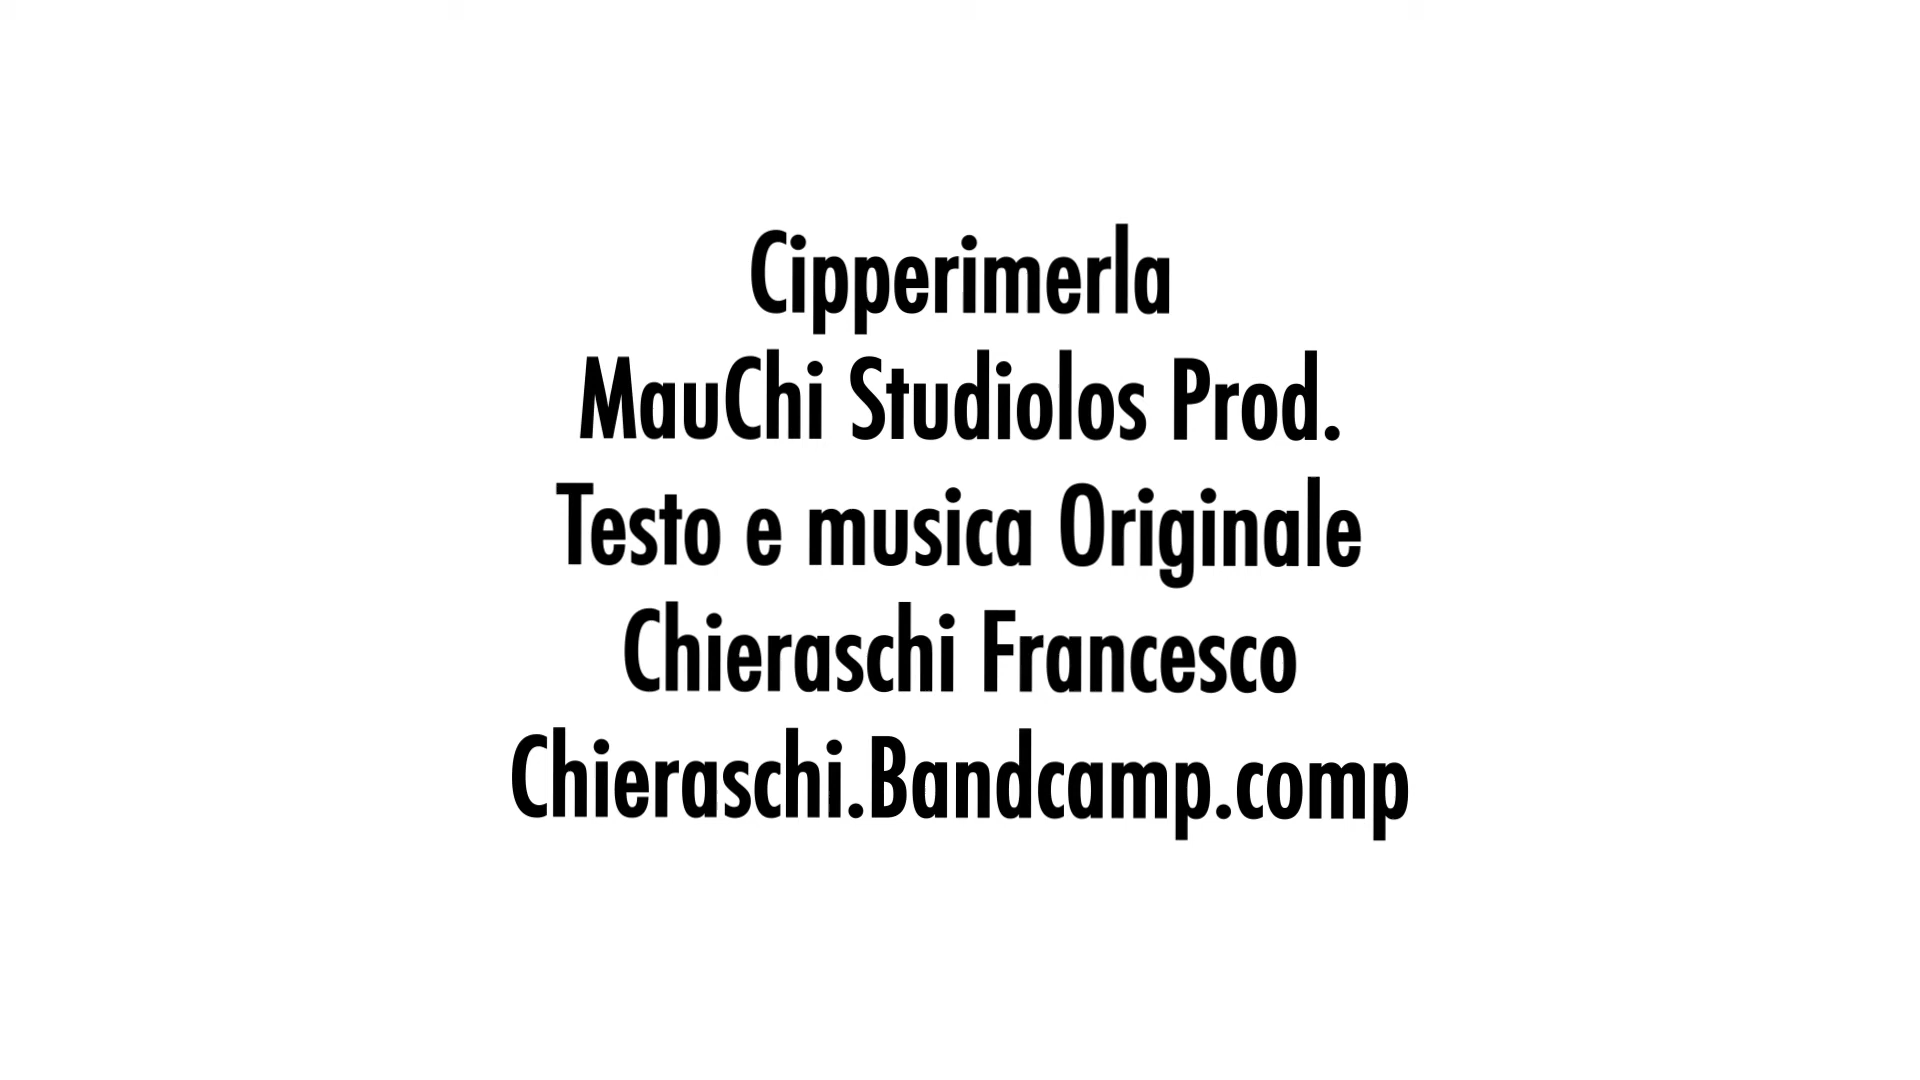 Cipperimerla
MauChi Studiolos Prod.
Testo e musica Originale
Chieraschi Francesco
Chieraschi.Bandcamp.comp